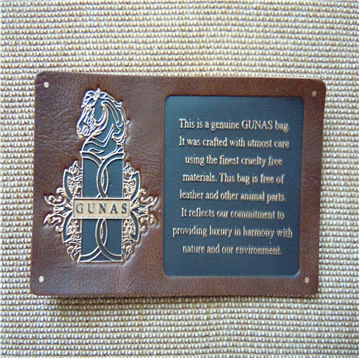 GUNAS
This is a genuine GUNAS bag.
It was crafted with utmost care
using the finest cruelty free
materials. This bag is free of
leather and other animal parts.
It reflects our commitment to
providing luxury in harmony with
nature and our environment.